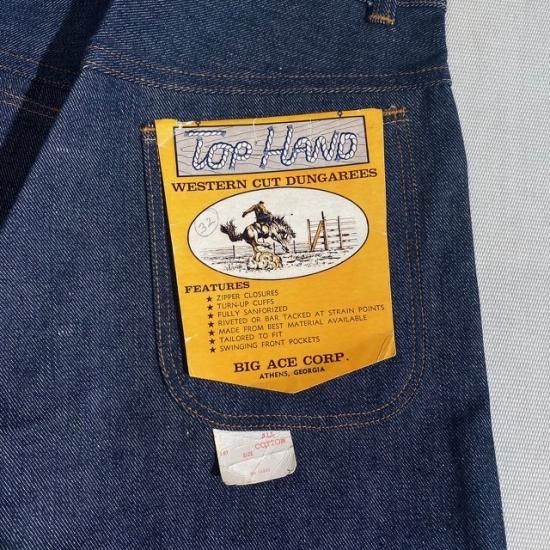 TOP HAND
WESTERN CUT DUNGAREES
32
FEATURES
★ ZIPPER CLOSURES
★ TURN-UP CUFFS
★ FULLY SANFORIZED
★ RIVETED OR BAR TACKED AT STRAIN POINTS
★ MADE FROM BEST MATERIAL AVAILABLE
★ TAILORED TO FIT
★ SWINGING FRONT POCKETS
BIG ACE CORP.
ATHENS, GEORGIA
ALL
COTTON
SIZE